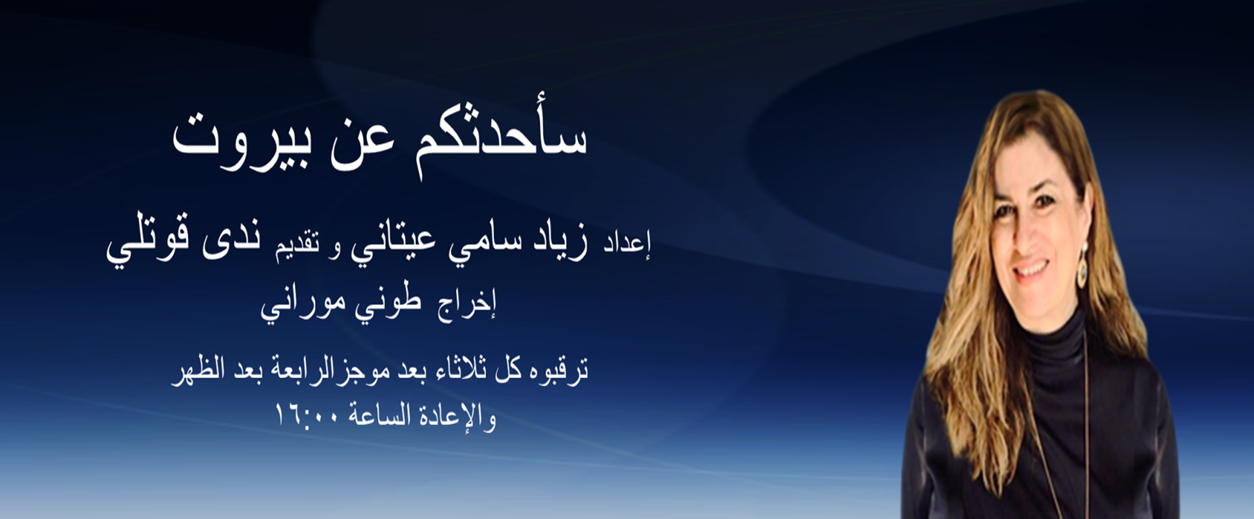 سأحدثكم عن بيروت
إعداد زياد سامي عيتاني و تقديم ندى قوتلي
إخراج طوني موراني
ترقبوه كل ثلاثاء بعد موجزالرابعة بعد الظهر
والإعادة الساعة ١٦:٠٠